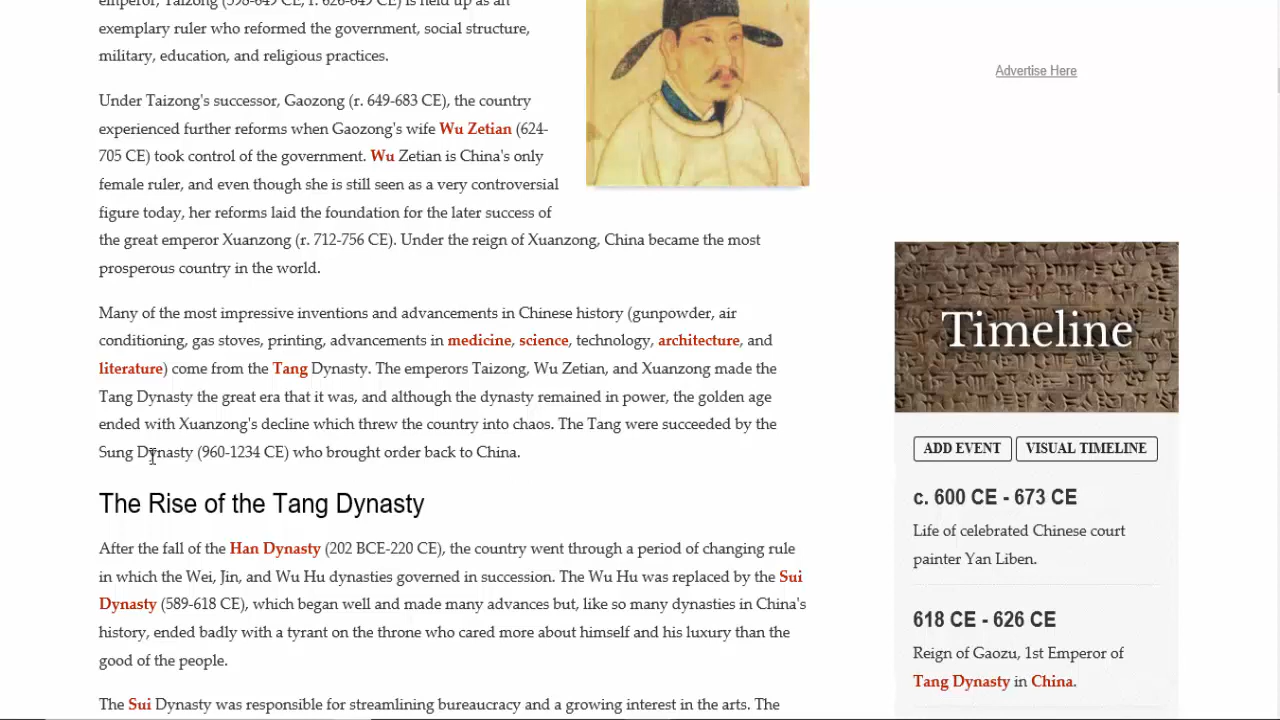 emperor, Taizong (598-649 CE, r. 626-649 CE) is held up as an
exemplary ruler who reformed the government, social structure,
military, education, and religious practices.
Under Taizong's successor, Gaozong (r. 649-683 CE), the country
experienced further reforms when Gaozong's wife Wu Zetian (624-
705 CE) took control of the government. Wu Zetian is China's only
female ruler, and even though she is still seen as a very controversial
figure today, her reforms laid the foundation for the later success of
the great emperor Xuanzong (r. 712-756 CE). Under the reign of Xuanzong, China became the most
prosperous country in the world.
Many of the most impressive inventions and advancements in Chinese history (gunpowder, air
conditioning, gas stoves, printing, advancements in medicine, science, technology, architecture, and
literature) come from the Tang Dynasty. The emperors Taizong, Wu Zetian, and Xuanzong made the
Tang Dynasty the great era that it was, and although the dynasty remained in power, the golden age
ended with Xuanzong's decline which threw the country into chaos. The Tang were succeeded by the
Sung Dynasty (960-1234 CE) who brought order back to China.
The Rise of the Tang Dynasty
After the fall of the Han Dynasty (202 BCE-220 CE), the country went through a period of changing rule
in which the Wei, Jin, and Wu Hu dynasties governed in succession. The Wu Hu was replaced by the Sui
Dynasty (589-618 CE), which began well and made many advances but, like so many dynasties in China's
history, ended badly with a tyrant on the throne who cared more about himself and his luxury than the
good of the people.
The Sui Dynasty was responsible for streamlining bureaucracy and a growing interest in the arts. The
Advertise Here
Timeline
ADD EVENT VISUAL TIMELINE
c. 600 CE - 673 CE
Life of celebrated Chinese court
painter Yan Liben.
618 CE - 626 CE
Reign of Gaozu, 1st Emperor of
Tang Dynasty in China.